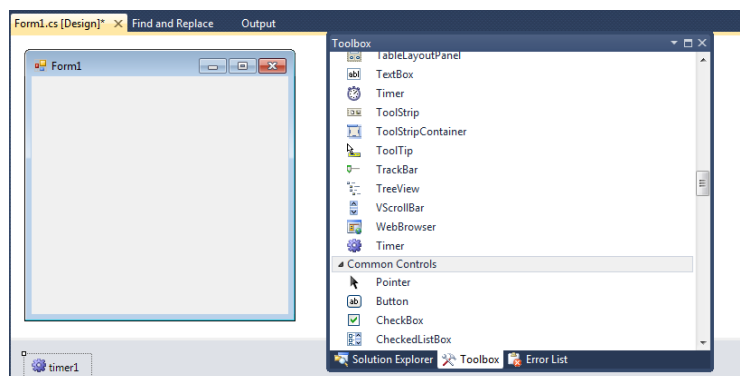 Form1.cs [Design]* Find and Replace Output
Form1
Toolbox
TableLayoutPanel
TextBox
Timer
ToolStrip
ToolStripContainer
ToolTip
TrackBar
TreeView
VScrollBar
WebBrowser
Timer
Common Controls
Pointer
ab Button
CheckBox
CheckedListBox
Solution Explorer Toolbox Error List
timer1